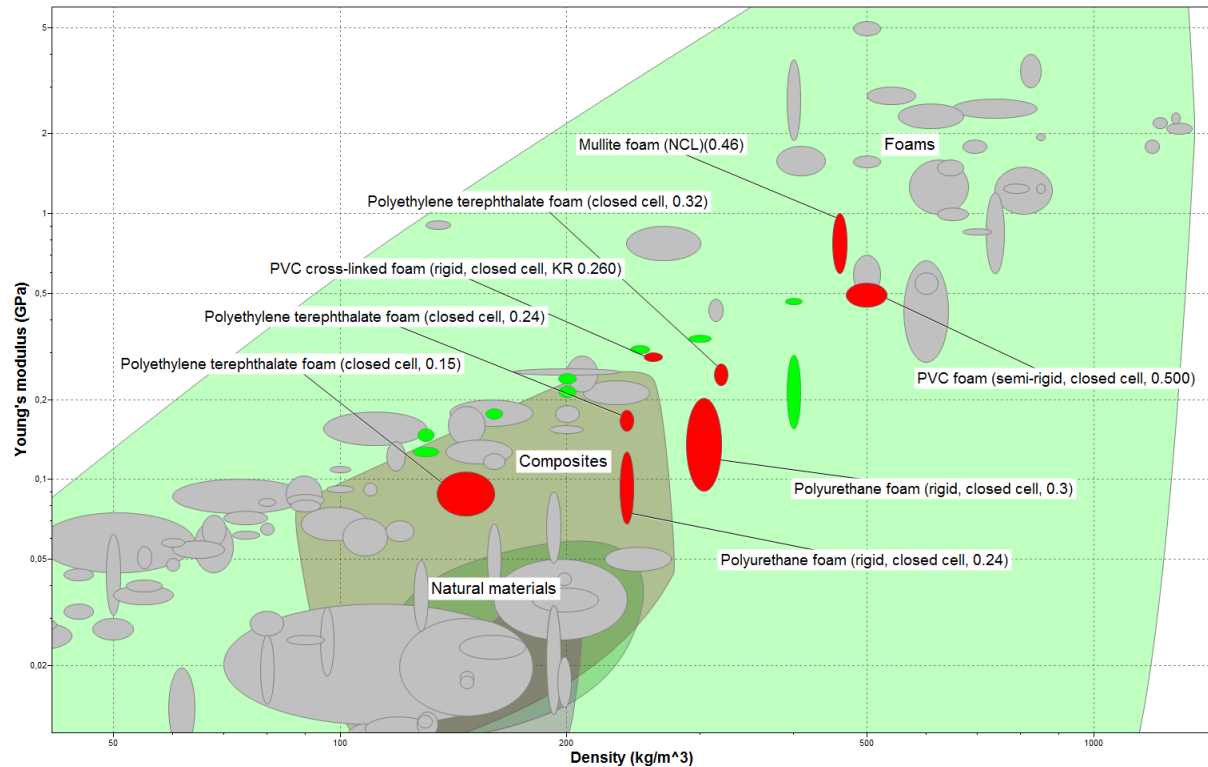 5
2
1
0,5
0,2
0,1
0,05
0,02
Young's modulus (GPa)
Mullite foam (NCL)(0.46)
Foams
Polyethylene terephthalate foam (closed cell, 0.32)
PVC cross-linked foam (rigid, closed cell, KR 0.260)
Polyethylene terephthalate foam (closed cell, 0.24)
Polyethylene terephthalate foam (closed cell, 0.15)
PVC foam (semi-rigid, closed cell, 0.500)
Composites
Polyurethane foam (rigid, closed cell, 0.3)
Polyurethane foam (rigid, closed cell, 0.24)
Natural materials
50
100
200
500
1000
Density (kg/m^3)